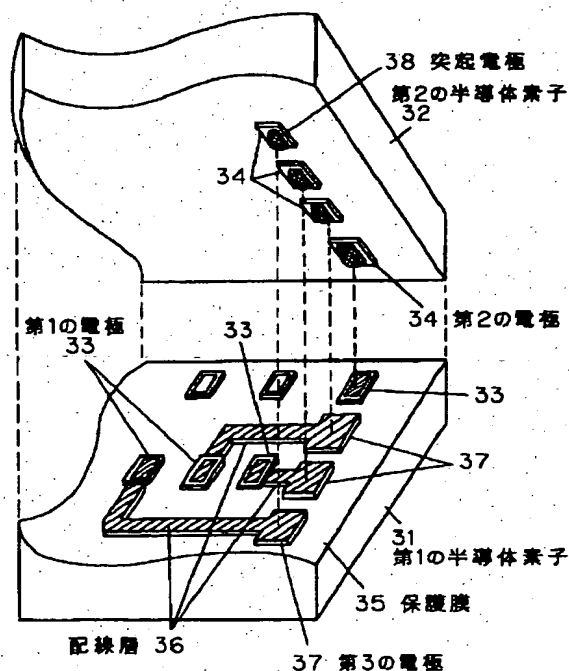 38 突起電極
第2の半導体素子
32
34
34 第2の電極
第1の電極
33
33
33
37
31
第1の半導体素子
35 保護膜
配線層 36
37 第3の電極